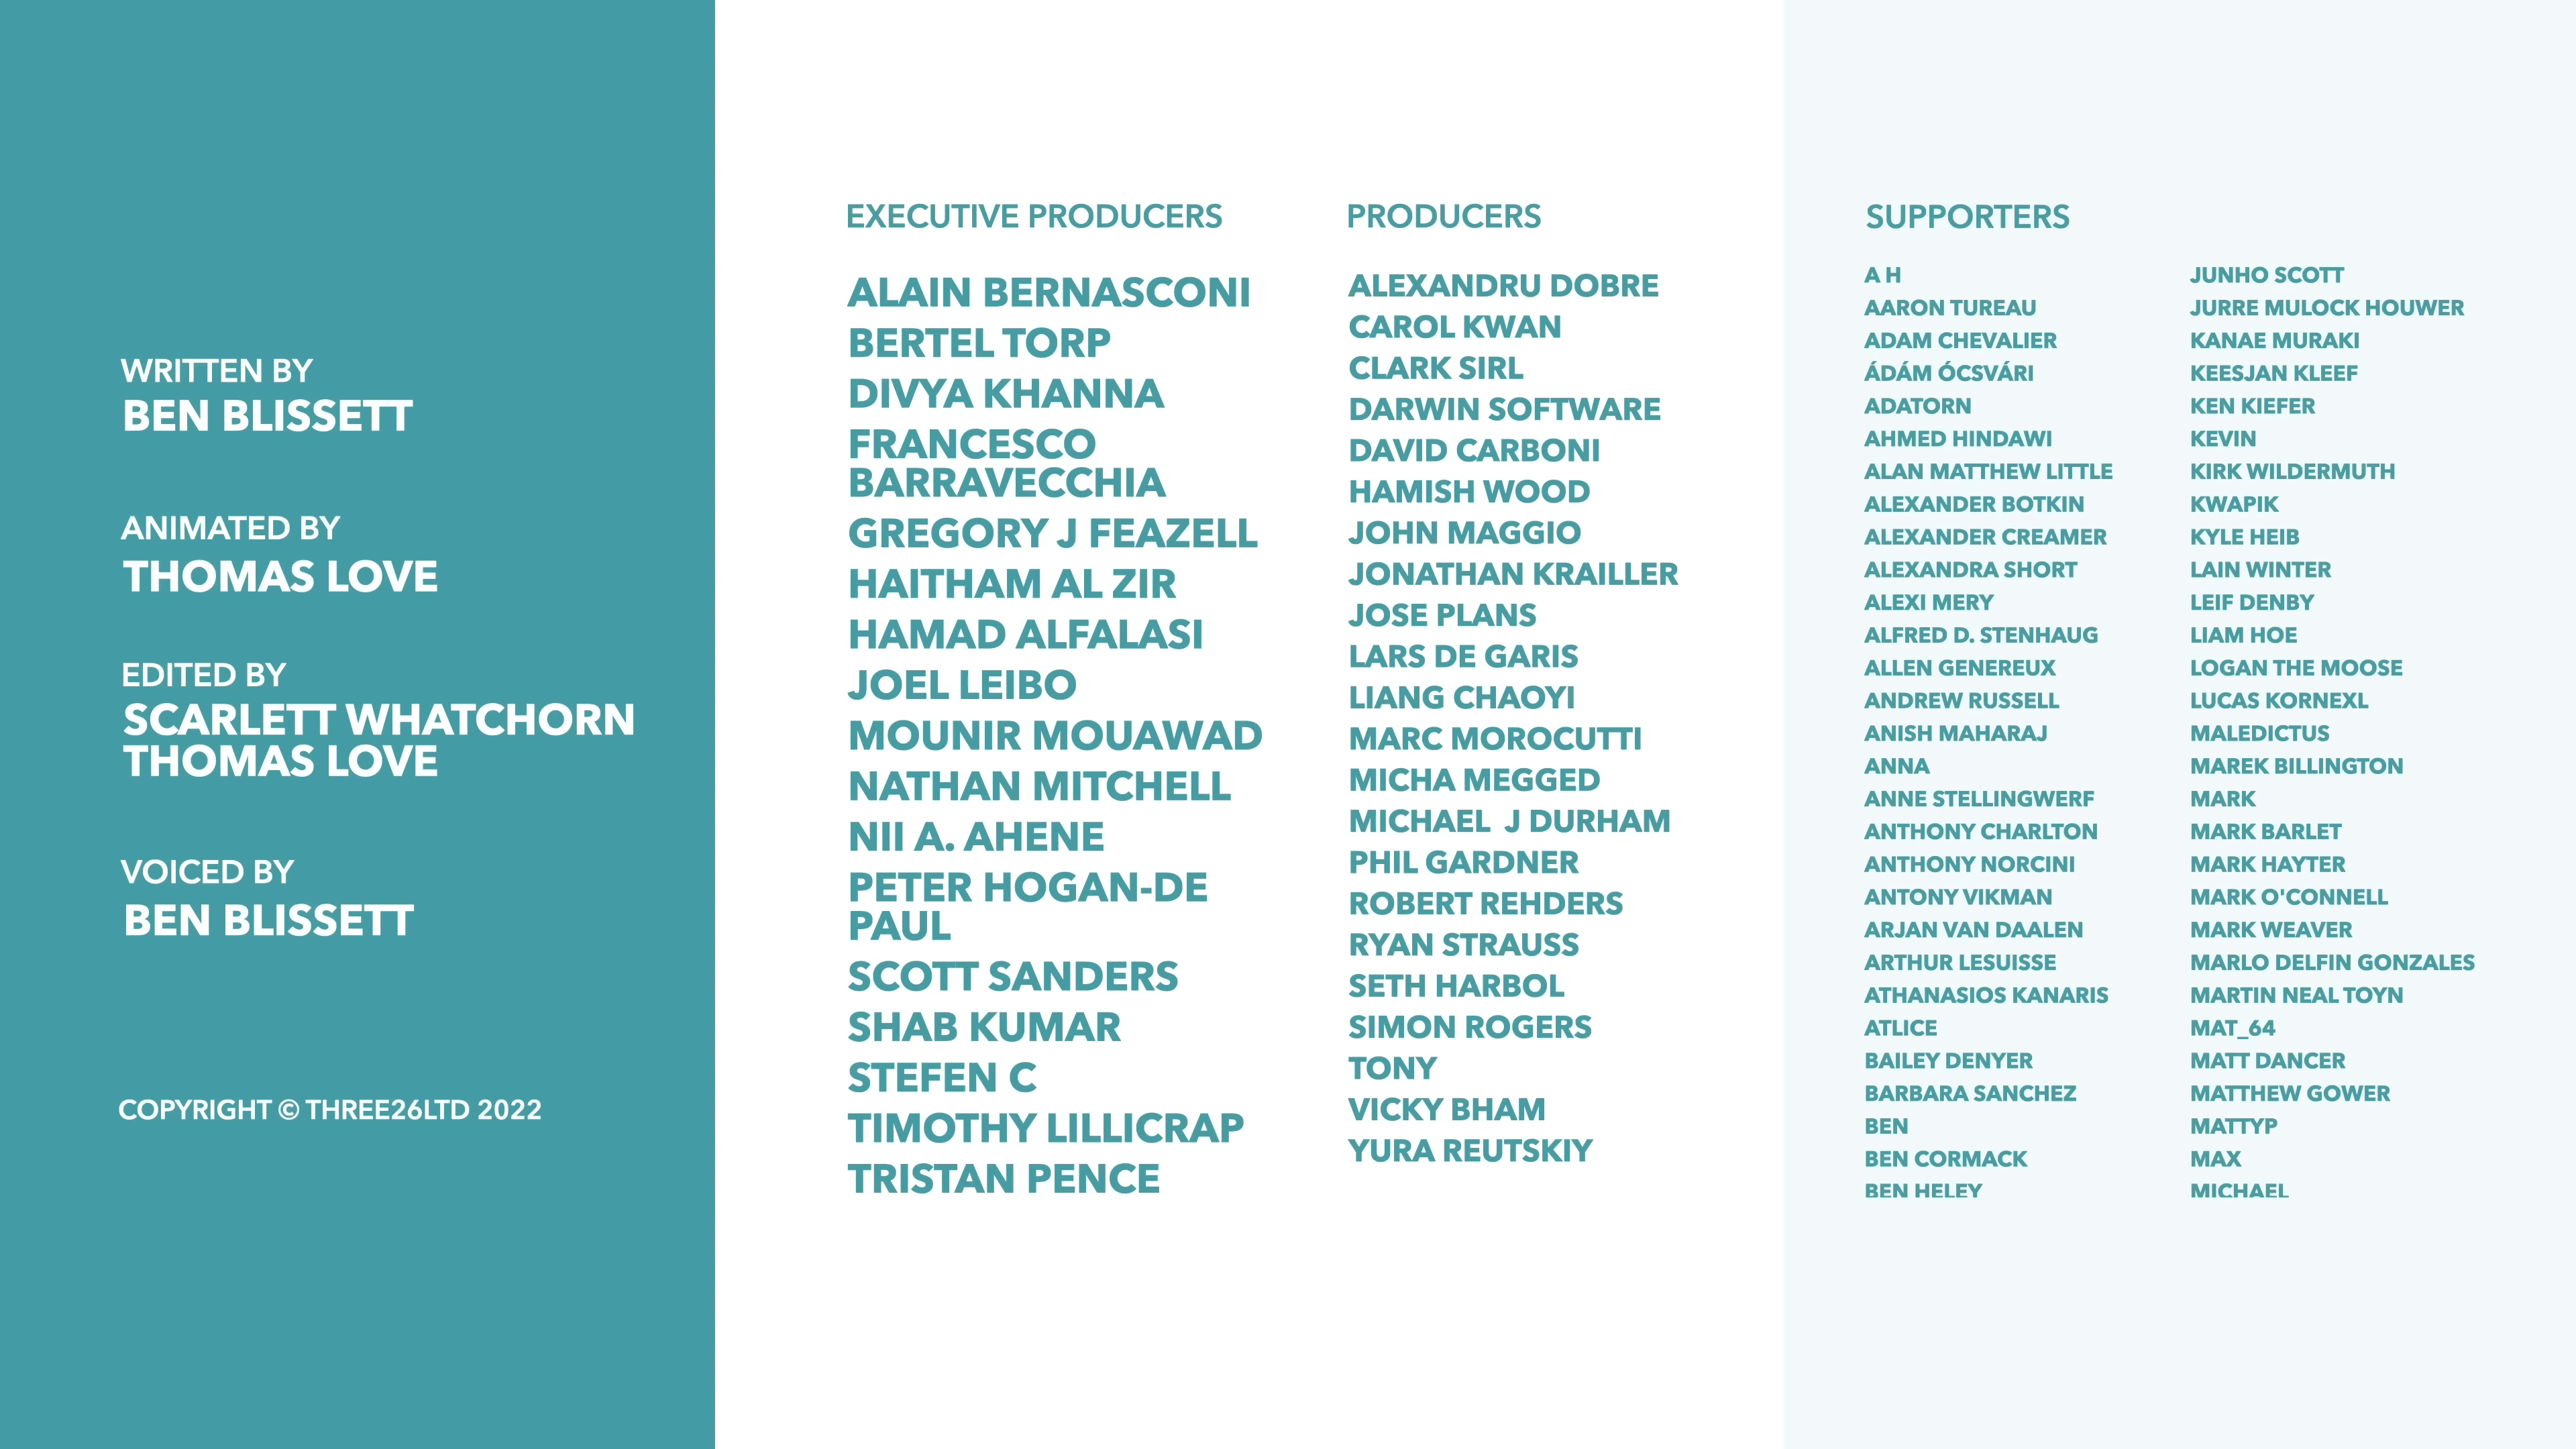 WRITTEN BY
BEN BLISSETT
ANIMATED BY
THOMAS LOVE
EDITED BY
SCARLETT WHATCHORN
THOMAS LOVE
VOICED BY
BEN BLISSETT
COPYRIGHT © THREE26LTD 2022
EXECUTIVE PRODUCERS
ALAIN BERNASCONI
BERTEL TORP
DIVYA KHANNA
FRANCESCO
BARRAVECCHIA
GREGORY J FEAZELL
HAITHAM AL ZIR
HAMAD ALFALASI
JOEL LEIBO
MOUNIR MOUAWAD
NATHAN MITCHELL
NII A. AHENE
PETER HOGAN-DE
PAUL
SCOTT SANDERS
SHAB KUMAR
STEFEN C
TIMOTHY LILLICRAP
TRISTAN PENCE
PRODUCERS
ALEXANDRU DOBRE
CAROL KWAN
CLARK SIRL
DARWIN SOFTWARE
DAVID CARBONI
HAMISH WOOD
JOHN MAGGIO
JONATHAN KRAILLER
JOSE PLANS
LARS DE GARIS
LIANG CHAOYI
MARC MOROCUTTI
MICHA MEGGED
MICHAEL  J DURHAM
PHIL GARDNER
ROBERT REHDERS
RYAN STRAUSS
SETH HARBOL
SIMON ROGERS
TONY
VICKY BHAM
YURA REUTSKIY
SUPPORTERS
A H
AARON TUREAU
ADAM CHEVALIER
ÁDÁM ÓCSVÁRI
ADATORN
AHMED HINDAWI
ALAN MATTHEW LITTLE
ALEXANDER BOTKIN
ALEXANDER CREAMER
ALEXANDRA SHORT
ALEXI MERY
ALFRED D. STENHAUG
ALLEN GENEREUX
ANDREW RUSSELL
ANISH MAHARAJ
ANNA
ANNE STELLINGWERF
ANTHONY CHARLTON
ANTHONY NORCINI
ANTONY VIKMAN
ARJAN VAN DAALEN
ARTHUR LESUISSE
ATHANASIOS KANARIS
ATLICE
BAILEY DENYER
BARBARA SANCHEZ
BEN
BEN CORMACK
BEN HELEY
JUNHO SCOTT
JURRE MULOCK HOUWER
KANAE MURAKI
KEESJAN KLEEF
KEN KIEFER
KEVIN
KIRK WILDERMUTH
KWAPIK
KYLE HEIB
LAIN WINTER
LEIF DENBY
LIAM HOE
LOGAN THE MOOSE
LUCAS KORNEXL
MALEDICTUS
MAREK BILLINGTON
MARK
MARK BARLET
MARK HAYTER
MARK O'CONNELL
MARK WEAVER
MARLO DELFIN GONZALES
MARTIN NEAL TOYN
MAT_64
MATT DANCER
MATTHEW GOWER
MATTYP
MAX
MICHAEL